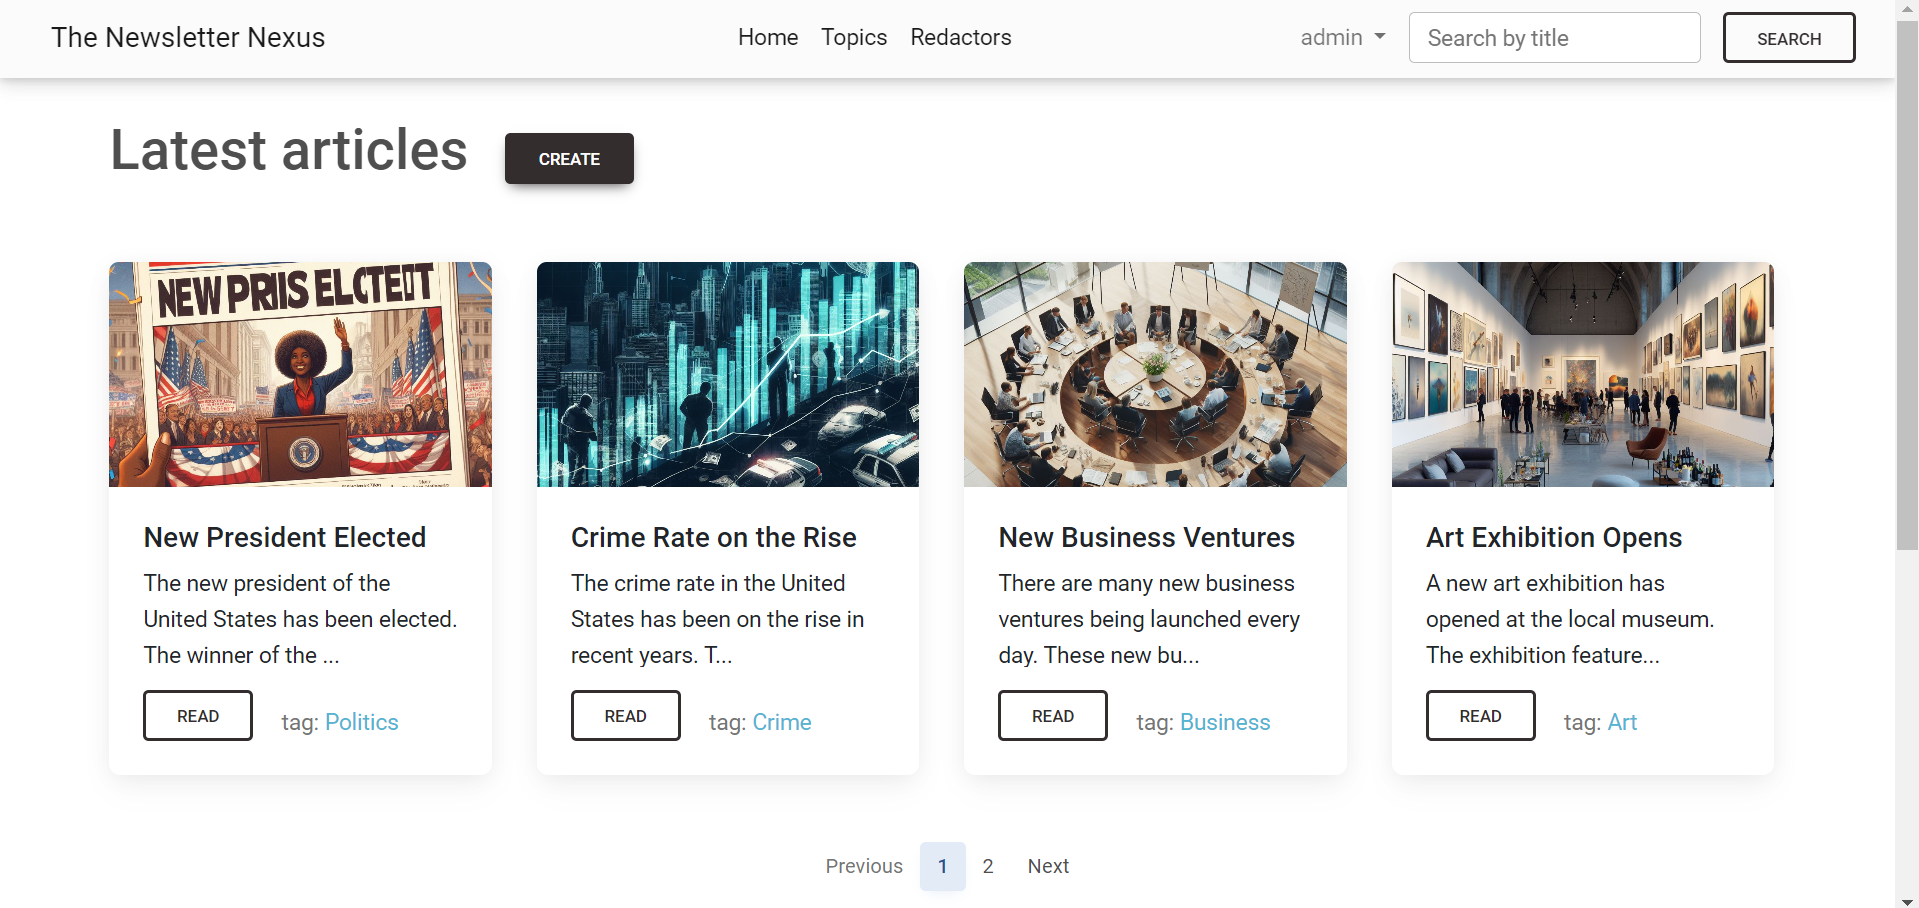 The Newsletter Nexus Home Topics Redactors admin Search by title SEARCH
Latest articles CREATE
NEW PRIIS ELCTEIT
New President Elected
The new president of the
United States has been elected.
The winner of the ...
READ tag: Politics
Crime Rate on the Rise
The crime rate in the United
States has been on the rise in
recent years. T...
READ tag: Crime
New Business Ventures
There are many new business
ventures being launched every
day. These new bu...
READ tag: Business
Art Exhibition Opens
A new art exhibition has
opened at the local museum.
The exhibition feature...
READ tag: Art
Previous 1 2 Next